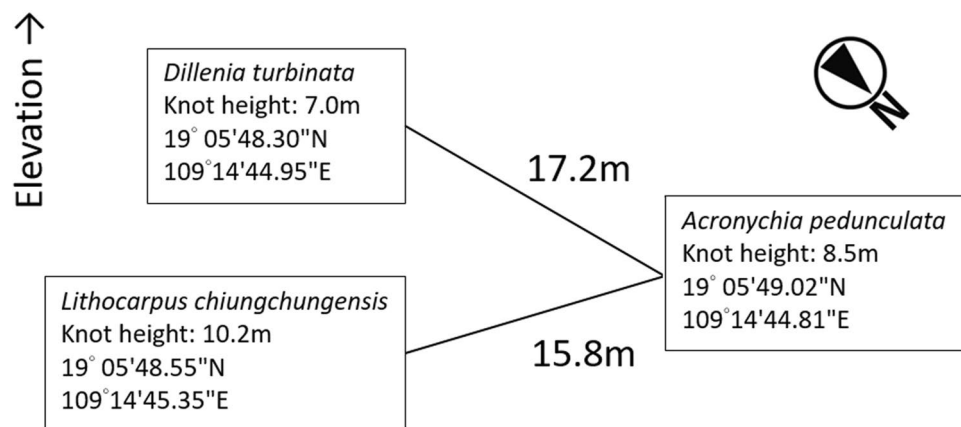 Elevation →
Dillenia turbinata
Knot height: 7.0m
19° 05'48.30"N
109°14'44.95"E
N
17.2m
Acronychia pedunculata
Knot height: 8.5m
19° 05'49.02"N
109°14'44.81"E
Lithocarpus chiungchungensis
Knot height: 10.2m
19° 05'48.55"N
109°14'45.35"E
15.8m